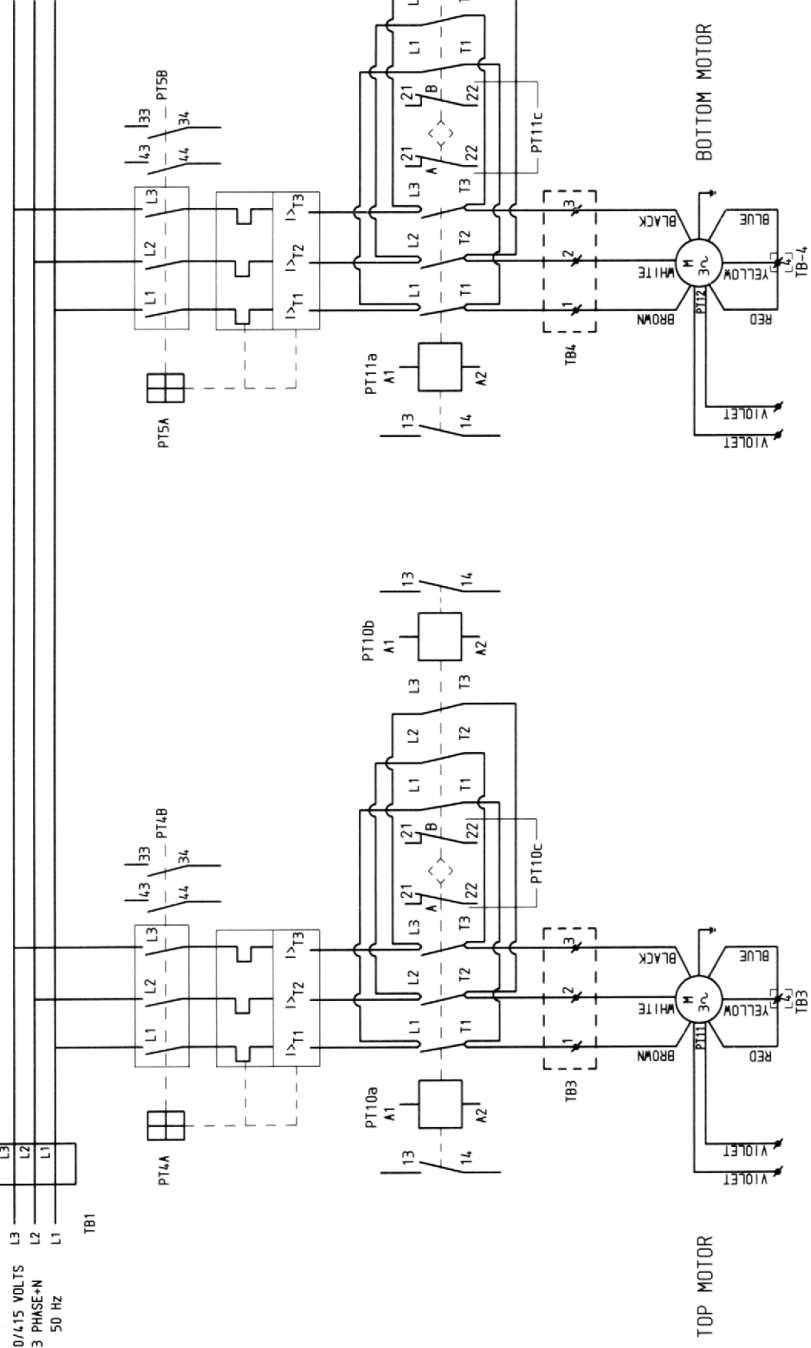 0/415 VOLTS
3 PHASE+N
50 Hz
L3
L2
L1
TB1
L3
L2
L1
PT4A
L1
L2
L3
43
44
33
34
PT4B
I>T1
I>T2
I>T3
PT10a
A1
A2
13
14
L1
L2
L3
T1
T2
T3
21
22
A
B
21
22
PT10c
L1
L2
L3
T1
T2
T3
PT10b
A1
A2
13
14
TB3
1
2
3
BROWN
WHITE
BLACK
M
3~
PT11
RED
YELLOW
BLUE
4
TB3
VIOLET
VIOLET
TOP MOTOR
PT5A
L1
L2
L3
43
44
33
34
PT5B
I>T1
I>T2
I>T3
PT11a
A1
A2
13
14
L1
L2
L3
T1
T2
T3
21
22
A
B
21
22
PT11c
L1
T1
TB4
1
2
3
BROWN
WHITE
BLACK
M
3~
PT12
RED
YELLOW
BLUE
4
TB-4
VIOLET
VIOLET
BOTTOM MOTOR